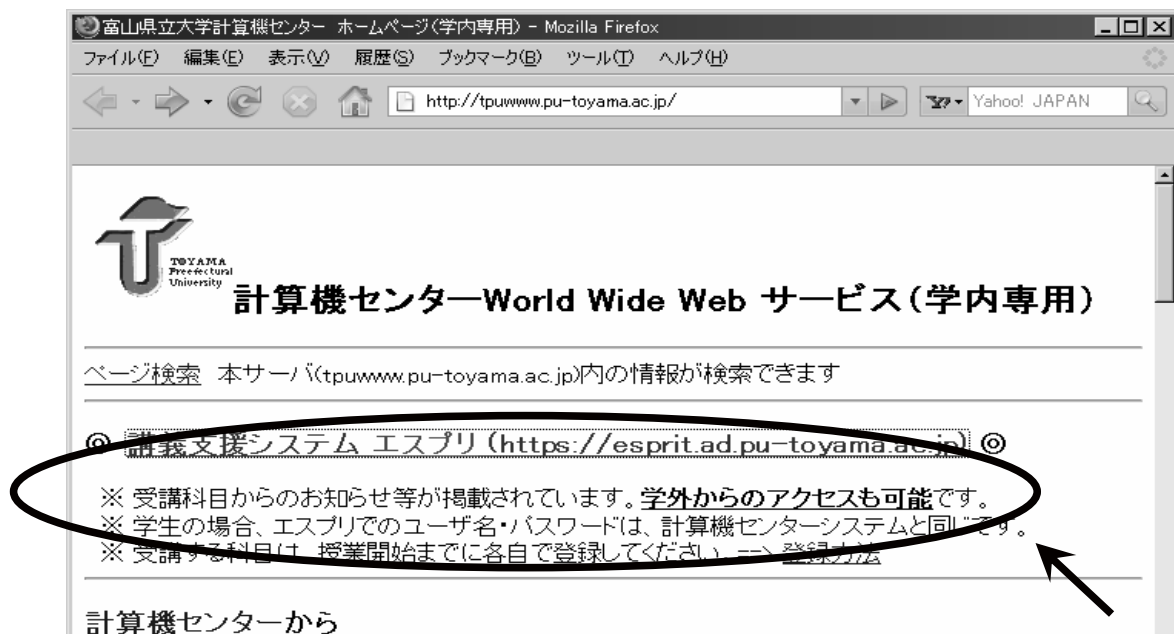 富山県立大学計算機センター ホームページ(学内専用) - Mozilla Firefox
ファイル(F) 編集(E) 表示(V) 履歴(S) ブックマーク(B) ツール(T) ヘルプ(H)
http://tpuwww.pu-toyama.ac.jp/ Yahoo! JAPAN
TOYAMA
Preefectural
University
計算機センターWorld Wide Web サービス(学内専用)
ページ検索 本サーバ(tpuwww.pu-toyama.ac.jp)内の情報が検索できます
◎ 講義支援システム エスプリ (https://esprit.ad.pu-toyama.ac.jp) ◎
※ 受講科目からのお知らせ等が掲載されています。学外からのアクセスも可能です。
※ 学生の場合、エスプリでのユーザ名・パスワードは、計算機センターシステムと同じです。
※ 受講する科目は、授業開始までに各自で登録してください。 --> 登録方法
計算機センターから